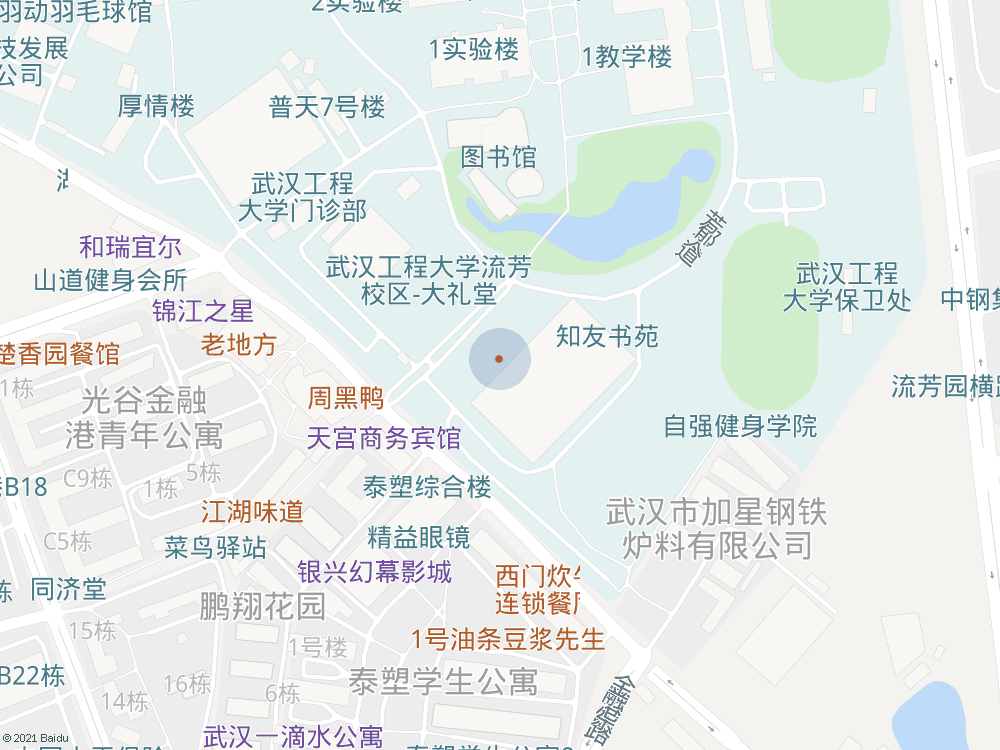 羽动羽毛球馆
2实验楼
1实验楼
1教学楼
技发展
公司
厚情楼
普天7号楼
图书馆
武汉工程
大学门诊部
芳郁道
和瑞宜尔
山道健身会所
武汉工程大学流芳
校区-大礼堂
武汉工程
大学保卫处
中钢集
锦江之星
老地方
楚香园餐馆
知友书苑
1栋
光谷金融
港青年公寓
周黑鸭
流芳园横路
天宫商务宾馆
自强健身学院
C9栋
5栋
1栋
B18
泰塑综合楼
江湖味道
武汉市加星钢铁
炉料有限公司
C5栋
菜鸟驿站
精益眼镜
银兴幻幕影城
西门炊牛
连锁餐厅
栋
同济堂
鹏翔花园
15栋
1号楼
1号油条豆浆先生
B22栋
16栋
6栋
14栋
泰塑学生公寓
金融港路
武汉一滴水公寓
© 2021 Baidu